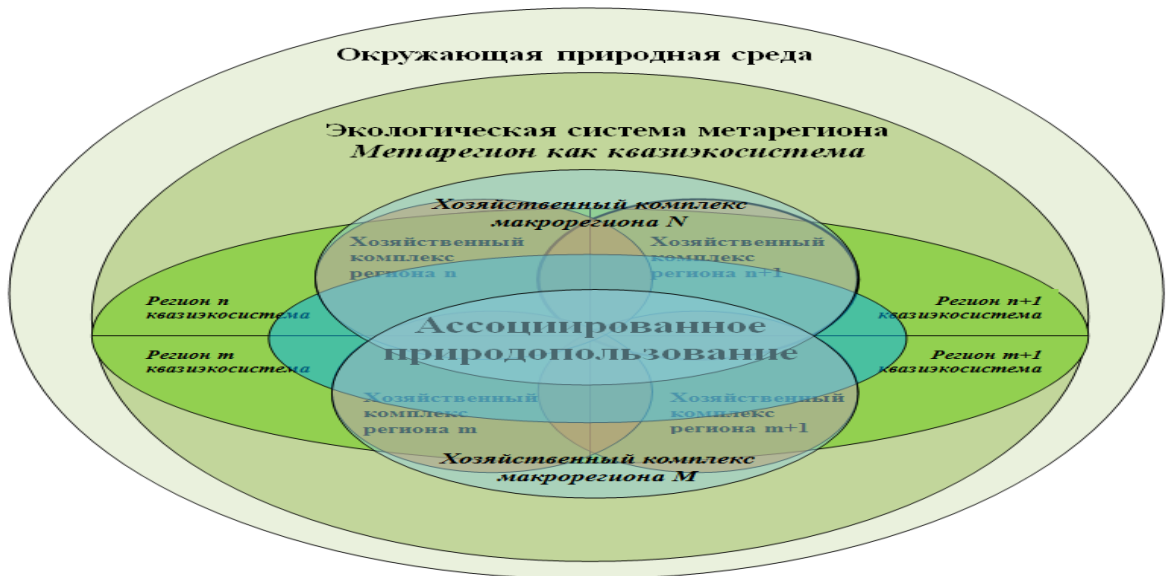 Окружающая природная среда
Экологическая система метарегиона
Метарегион как квазиэкосистема
Хозяйственный комплекс
макрорегиона N
Хозяйственный
комплекс
региона n
Хозяйственный
комплекс
региона n+1
Регион n
квазиэкосистема
Регион n+1
квазиэкосистема
Ассоциированное
природопользование
Регион m
квазиэкосистема
Регион m+1
квазиэкосистема
Хозяйственный
комплекс
региона m
Хозяйственный
комплекс
региона m+1
Хозяйственный комплекс
макрорегиона M